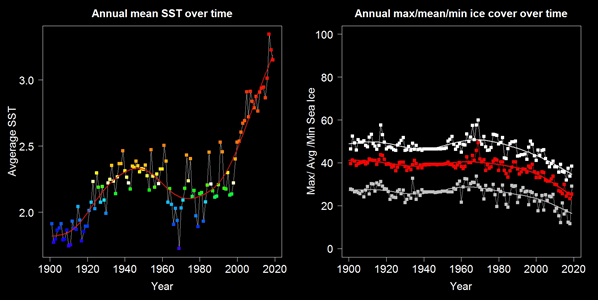 Annual mean SST over time
Avgerage SST
3.0
2.5
2.0
1900 1920 1940 1960 1980 2000 2020
Year
Annual max/mean/min ice cover over time
Max/ Avg /Min Sea Ice
100
80
60
40
20
0
1900 1920 1940 1960 1980 2000 2020
Year